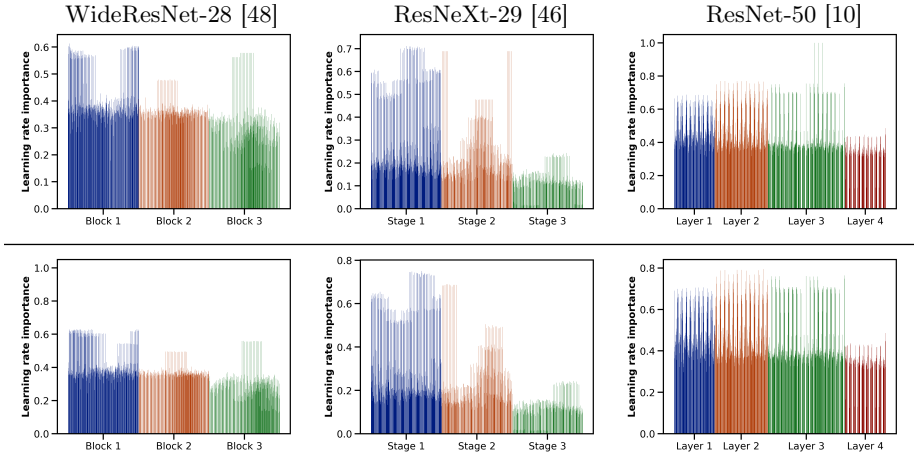 WideResNet-28 [48]
ResNeXt-29 [46]
ResNet-50 [10]
Learning rate importance
0.6
0.5
0.4
0.3
0.2
0.1
0.0
Block 1 Block 2 Block 3
Learning rate importance
0.7
0.6
0.5
0.4
0.3
0.2
0.1
0.0
Stage 1 Stage 2 Stage 3
Learning rate importance
1.0
0.8
0.6
0.4
0.2
0.0
Layer 1 Layer 2 Layer 3 Layer 4
Learning rate importance
1.0
0.8
0.6
0.4
0.2
0.0
Block 1 Block 2 Block 3
Learning rate importance
0.8
0.6
0.4
0.2
0.0
Stage 1 Stage 2 Stage 3
Learning rate importance
0.8
0.6
0.4
0.2
0.0
Layer 1 Layer 2 Layer 3 Layer 4